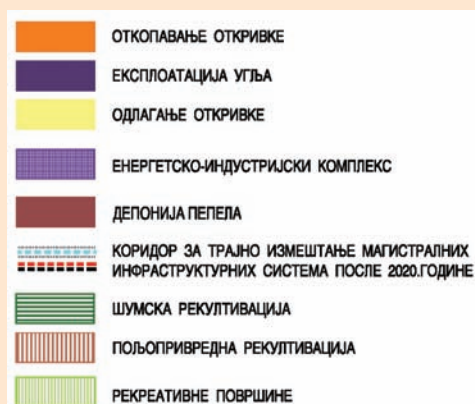 ОТКОПАВАЊЕ ОТКРИВКЕ
ЕКСПЛОАТАЦИЈА УГЉА
ОДЛАГАЊЕ ОТКРИВКЕ
ЕНЕРГЕТСКО-ИНДУСТРИЈСКИ КОМПЛЕКС
ДЕПОНИЈА ПЕПЕЛА
КОРИДОР ЗА ТРАЈНО ИЗМЕШТАЊЕ МАГИСТРАЛНИХ
ИНФРАСТРУКТУРНИХ СИСТЕМА ПОСЛЕ 2020.ГОДИНЕ
ШУМСКА РЕКУЛТИВАЦИЈА
ПОЉОПРИВРЕДНА РЕКУЛТИВАЦИЈА
РЕКРЕАТИВНЕ ПОВРШИНЕ